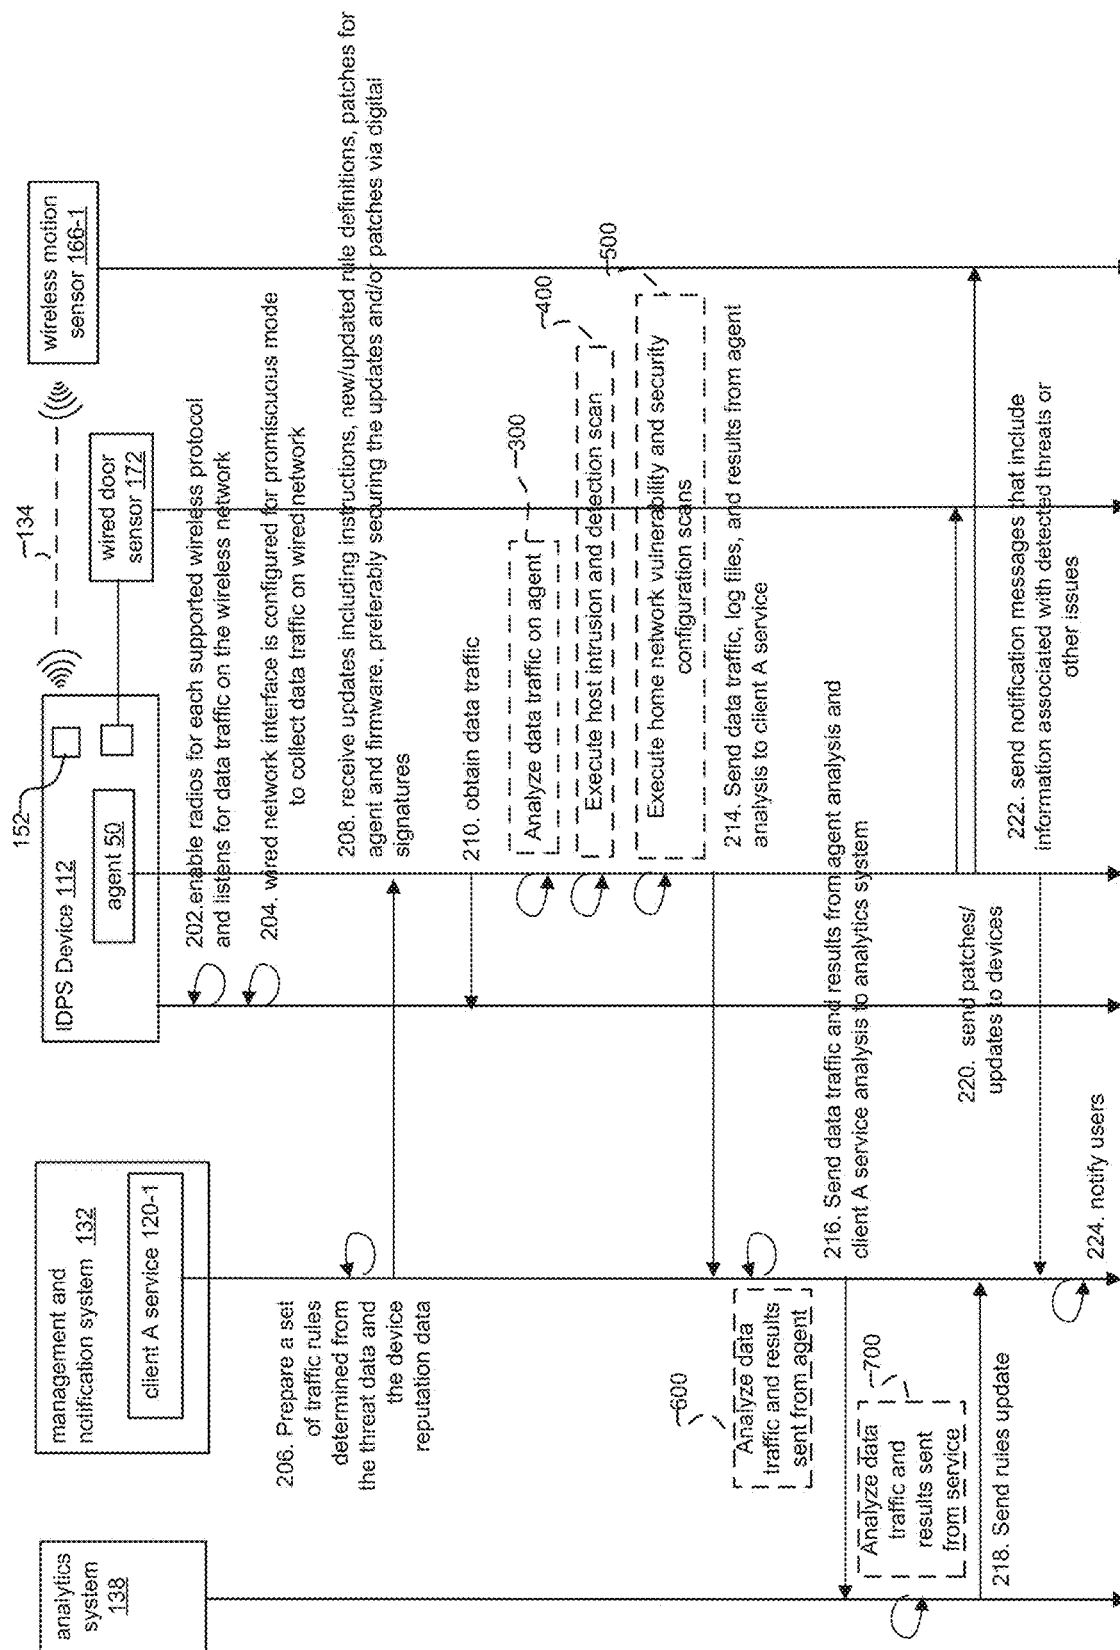 analytics
system
138
management and
notification system 132
client A service 120-1
IDPS Device 112
agent 50
152
134
wired door
sensor 172
wireless motion
sensor 166-1
202.enable radios for each supported wireless protocol
and listens for data traffic on the wireless network
204. wired network interface is configured for promiscuous mode
to collect data traffic on wired network
206. Prepare a set
of traffic rules
determined from
the threat data and
the device
reputation data
208. receive updates including instructions, new/updated rule definitions, patches for
agent and firmware, preferably securing the updates and/or patches via digital
signatures
210. obtain data traffic
Analyze data traffic on agent
300
Execute host intrusion and detection scan
400
Execute home network vulnerability and security
configuration scans
500
214. Send data traffic, log files, and results from agent
analysis to client A service
Analyze data
traffic and results
sent from agent
600
216. Send data traffic and results from agent analysis and
client A service analysis to analytics system
Analyze data
traffic and
results sent
from service
700
218. Send rules update
220. send patches/
updates to devices
222. send notification messages that include
information associated with detected threats or
other issues
224. notify users